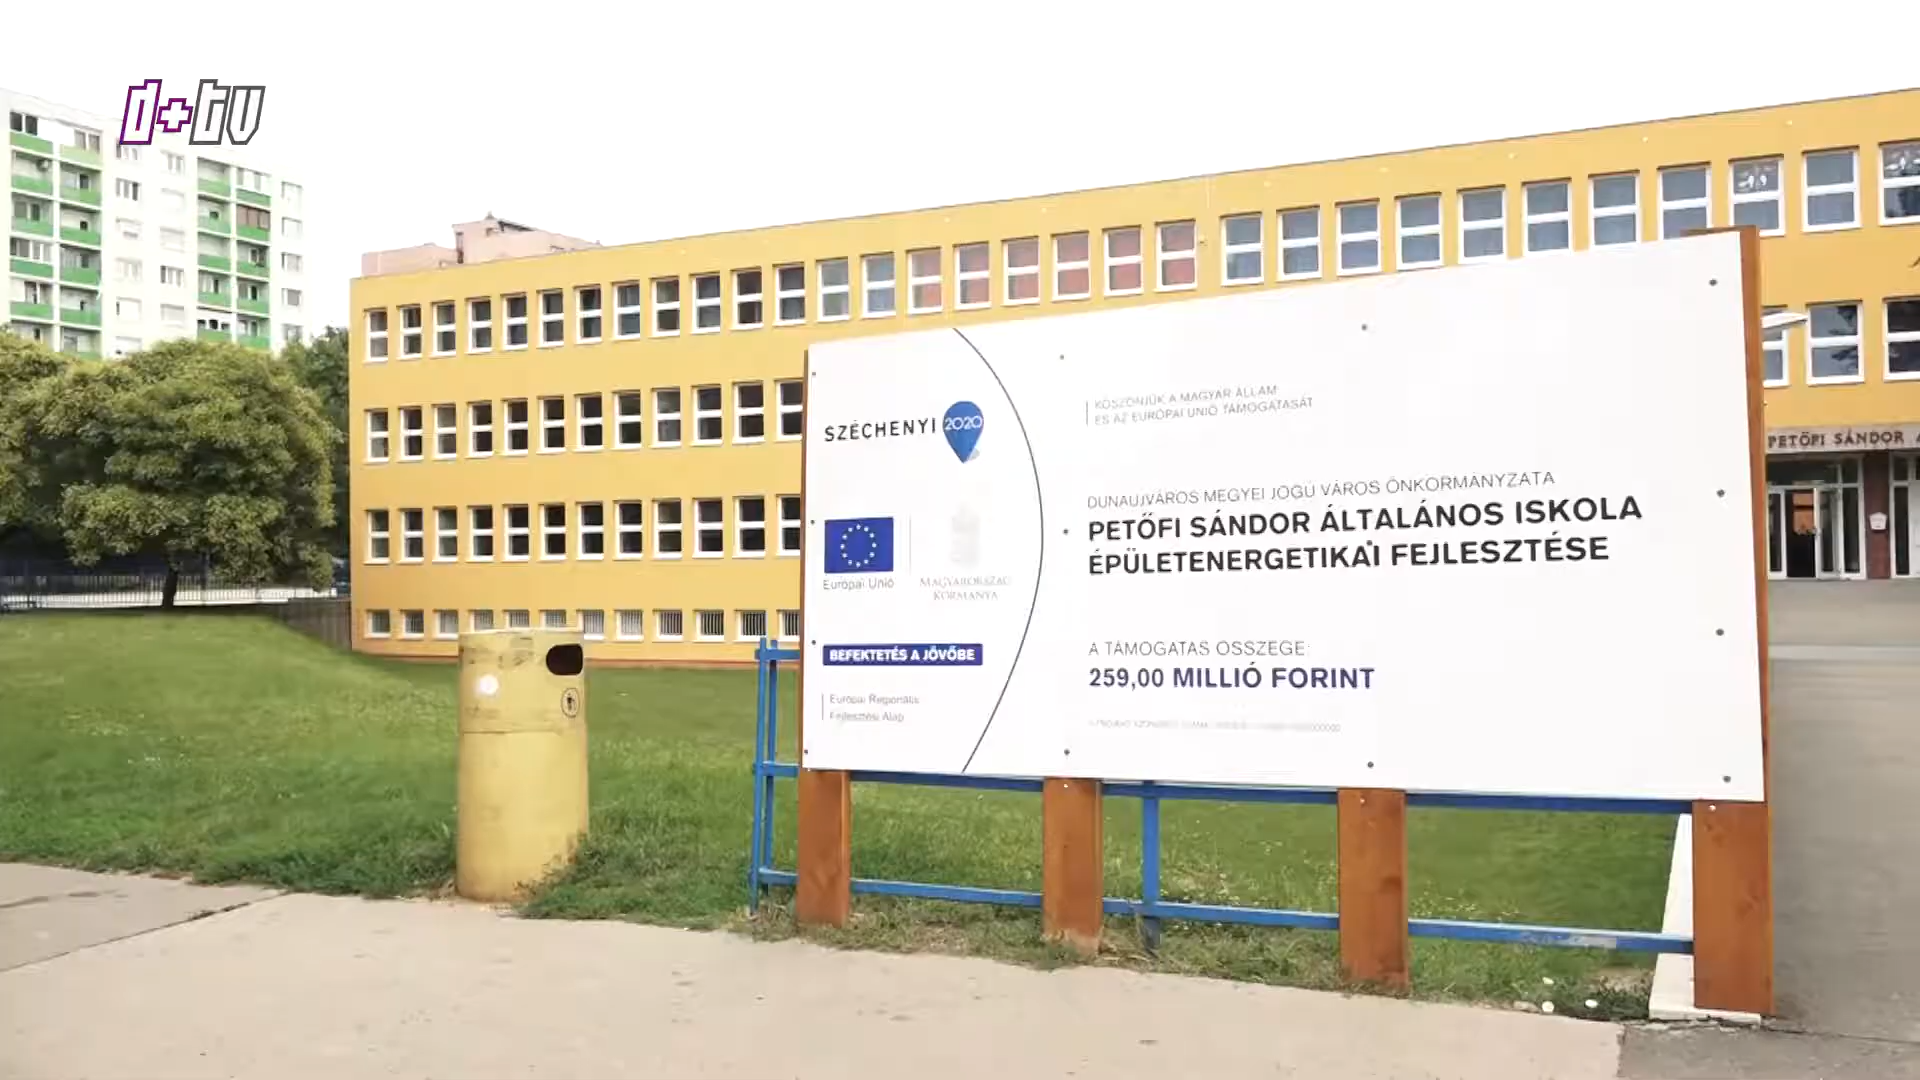 d+tv
KÖSZÖNJÜK A MAGYAR ÁLLAM
ÉS AZ EURÓPAI UNIÓ TÁMOGATÁSÁT
SZÉCHENYI 2020
DUNAÚJVÁROS MEGYEI JOGÚ VÁROS ÖNKORMÁNYZATA
PETŐFI SÁNDOR ÁLTALÁNOS ISKOLA
ÉPÜLETENERGETIKAI FEJLESZTÉSE
Európai Unió
MAGYARORSZÁG
KORMÁNYA
BEFEKTETÉS A JÖVŐBE
A TÁMOGATÁS ÖSSZEGE:
259,00 MILLIÓ FORINT
Európai Regionális
Fejlesztési Alap
PETŐFI SÁNDOR